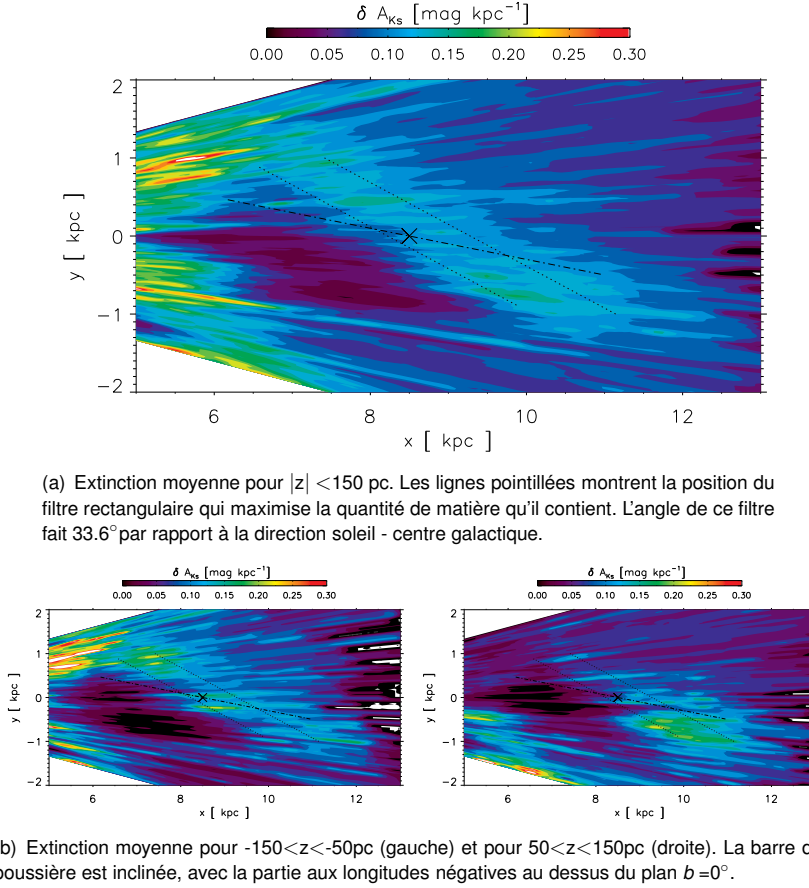 δ A_Ks [mag kpc⁻¹]
0.00 0.05 0.10 0.15 0.20 0.25 0.30
2
1
0
−1
−2
y [ kpc ]
6 8 10 12
x [ kpc ]
(a) Extinction moyenne pour |z| <150 pc. Les lignes pointillées montrent la position du
filtre rectangulaire qui maximise la quantité de matière qu'il contient. L'angle de ce filtre
fait 33.6° par rapport à la direction soleil - centre galactique.
δ A_Ks [mag kpc⁻¹]
0.00 0.05 0.10 0.15 0.20 0.25 0.30
2
1
0
−1
−2
y [ kpc ]
6 8 10 12
x [ kpc ]
δ A_Ks [mag kpc⁻¹]
0.00 0.05 0.10 0.15 0.20 0.25 0.30
2
1
0
−1
−2
y [ kpc ]
6 8 10 12
x [ kpc ]
b) Extinction moyenne pour -150<z<-50pc (gauche) et pour 50<z<150pc (droite). La barre d
poussière est inclinée, avec la partie aux longitudes négatives au dessus du plan b =0°.